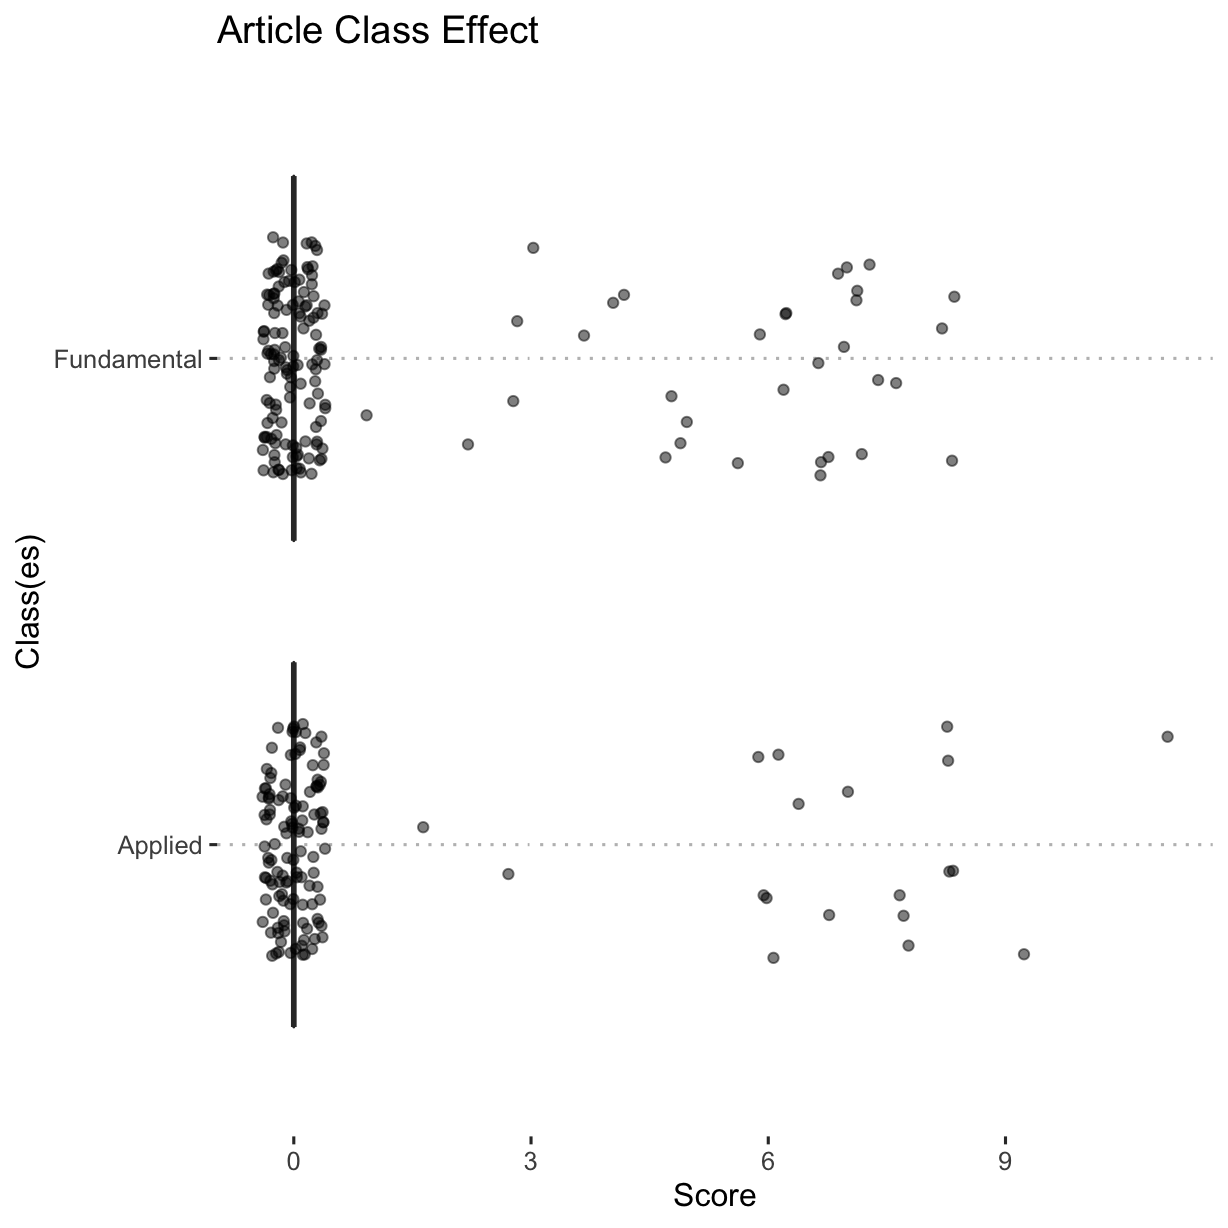 Article Class Effect
Fundamental
Class(es)
Applied
0 3 6 9
Score